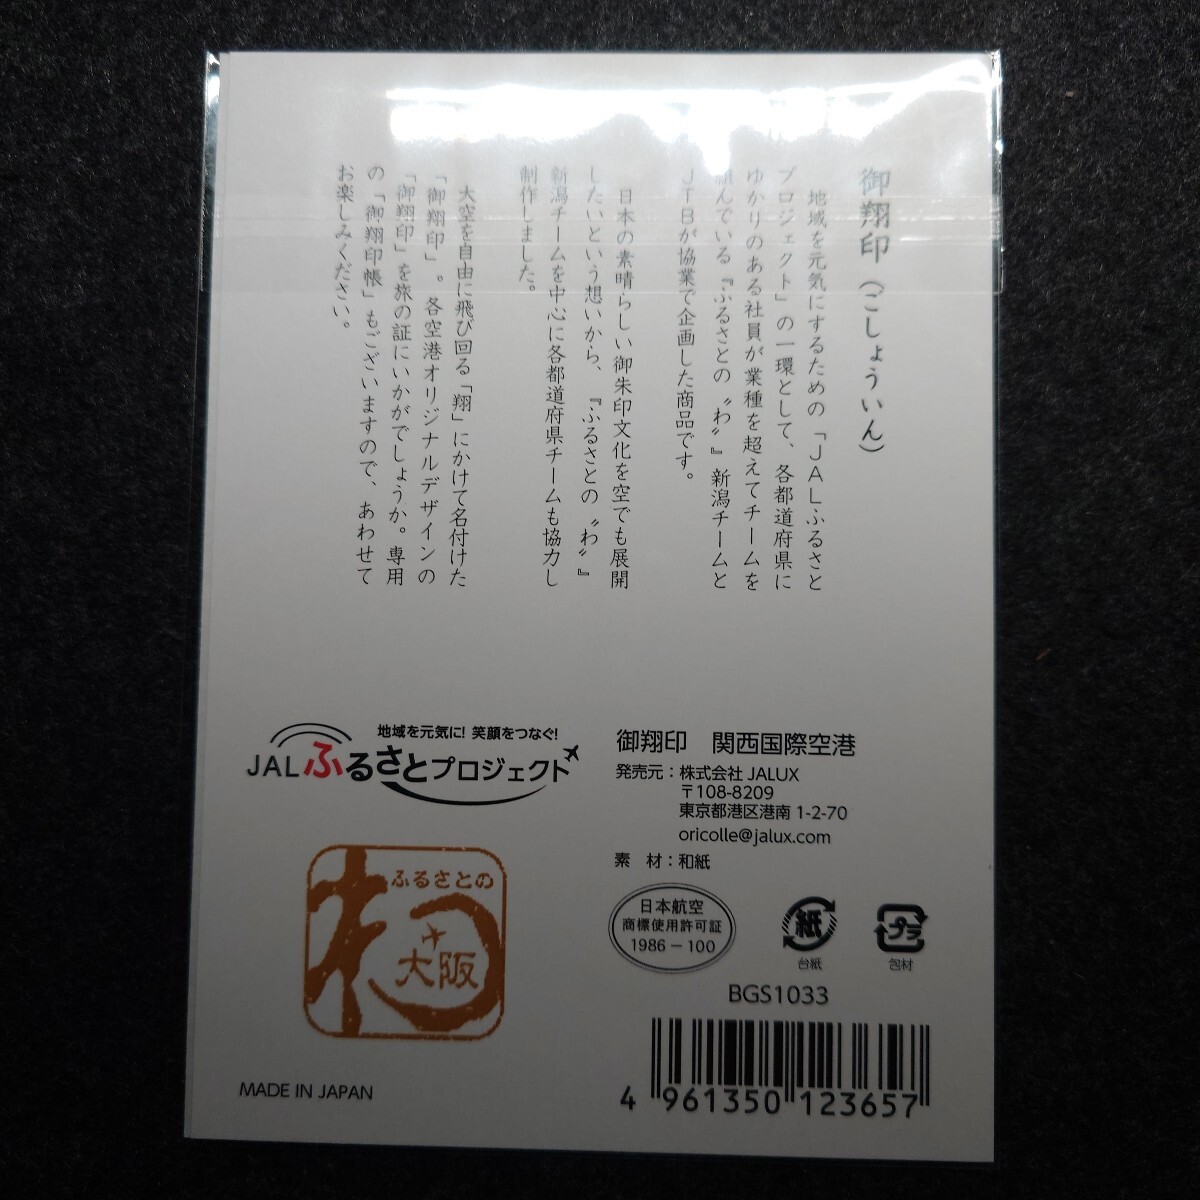 御翔印（ごしょういん）
地域を元気にするための「JALふるさと
プロジェクト」の一環として、各都道府県に
ゆかりのある社員が業種を超えてチームを
組んでいる『ふるさとの〝わ〟』新潟チームと
JTBが協業で企画した商品です。
日本の素晴らしい御朱印文化を空でも展開
したいという想いから、『ふるさとの〝わ〟』
新潟チームを中心に各都道府県チームも協力し
制作しました。
大空を自由に飛び回る「翔」にかけて名付けた
「御翔印」。各空港オリジナルデザインの
「御翔印」を旅の証にいかがでしょうか。専用
の「御翔印帳」もございますので、あわせて
お楽しみください。
地域を元気に! 笑顔をつなぐ!
JALふるさとプロジェクト
ふるさとの
わ
大阪
MADE IN JAPAN
御翔印　関西国際空港
発売元：株式会社 JALUX
〒108-8209
東京都港区港南 1-2-70
oricolle@jalux.com
素　材：和紙
日本航空
商標使用許可証
1986－100
紙
台紙
プラ
包材
BGS1033
4 961350 123657